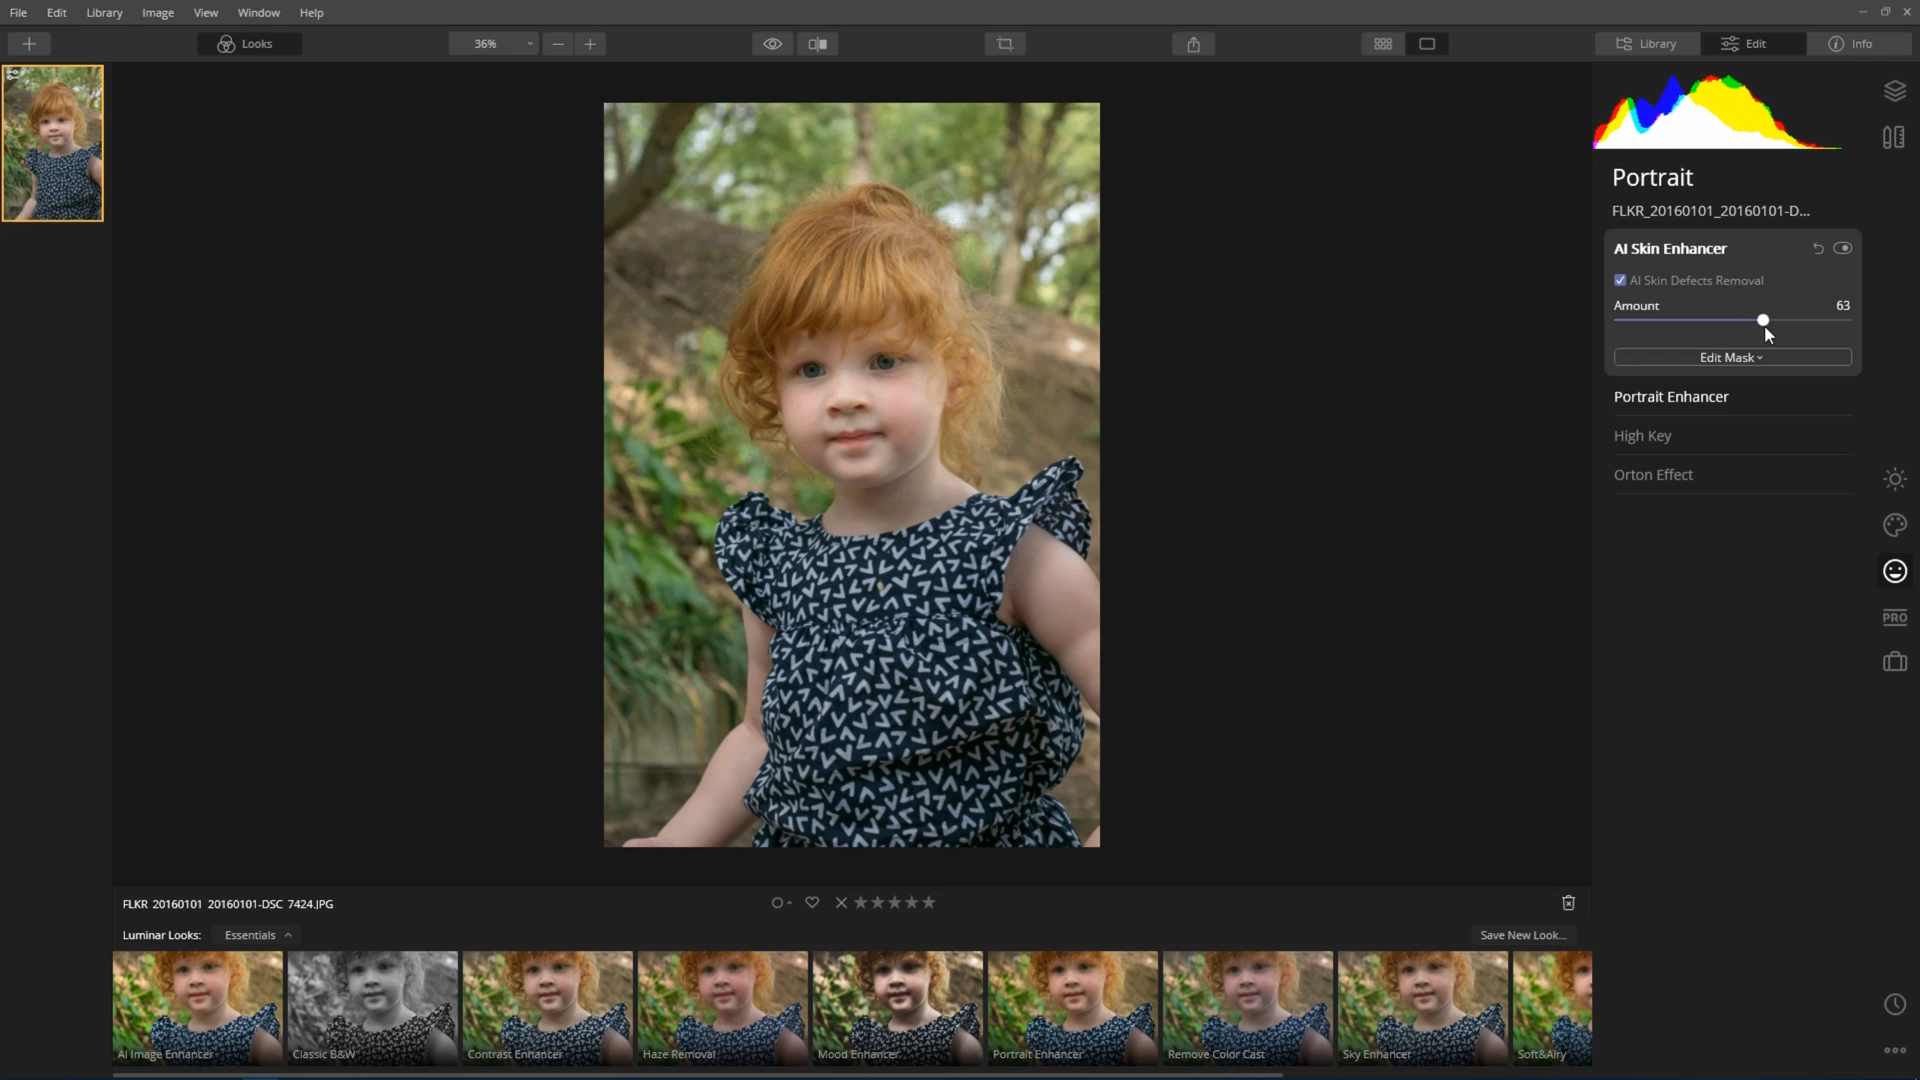 File Edit Library Image View Window Help
Looks 36% Library Edit Info
Portrait
FLKR_20160101_20160101-D...
AI Skin Enhancer
AI Skin Defects Removal
Amount 63
Edit Mask
Portrait Enhancer
High Key
Orton Effect
PRO
FLKR 20160101 20160101-DSC 7424.JPG
Luminar Looks: Essentials Save New Look...
AI Image Enhancer Classic B&W Contrast Enhancer Haze Removal Mood Enhancer Portrait Enhancer Remove Color Cast Sky Enhancer Soft&Airy